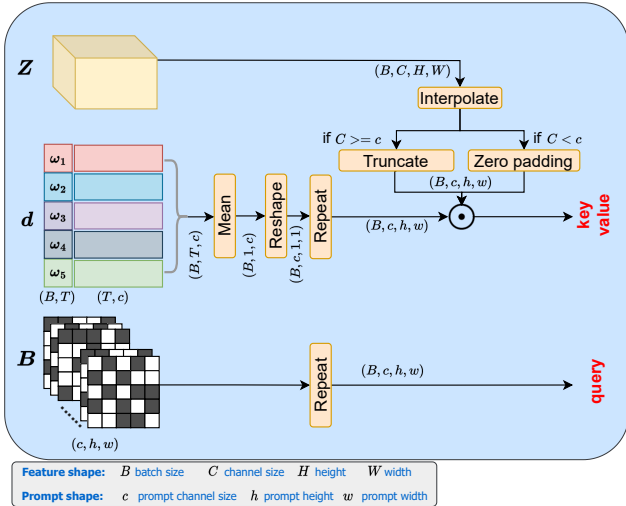 Z
(B, C, H, W)
Interpolate
if C >= c
if C < c
Truncate
Zero padding
(B, c, h, w)
d
ω₁
ω₂
ω₃
ω₄
ω₅
(B, T)
(T, c)
(B, T, c)
Mean
(B, 1, c)
Reshape
(B, c, 1, 1)
Repeat
(B, c, h, w)
key
value
B
(c, h, w)
Repeat
(B, c, h, w)
query
Feature shape: B batch size C channel size H height W width
Prompt shape: c prompt channel size h prompt height w prompt width